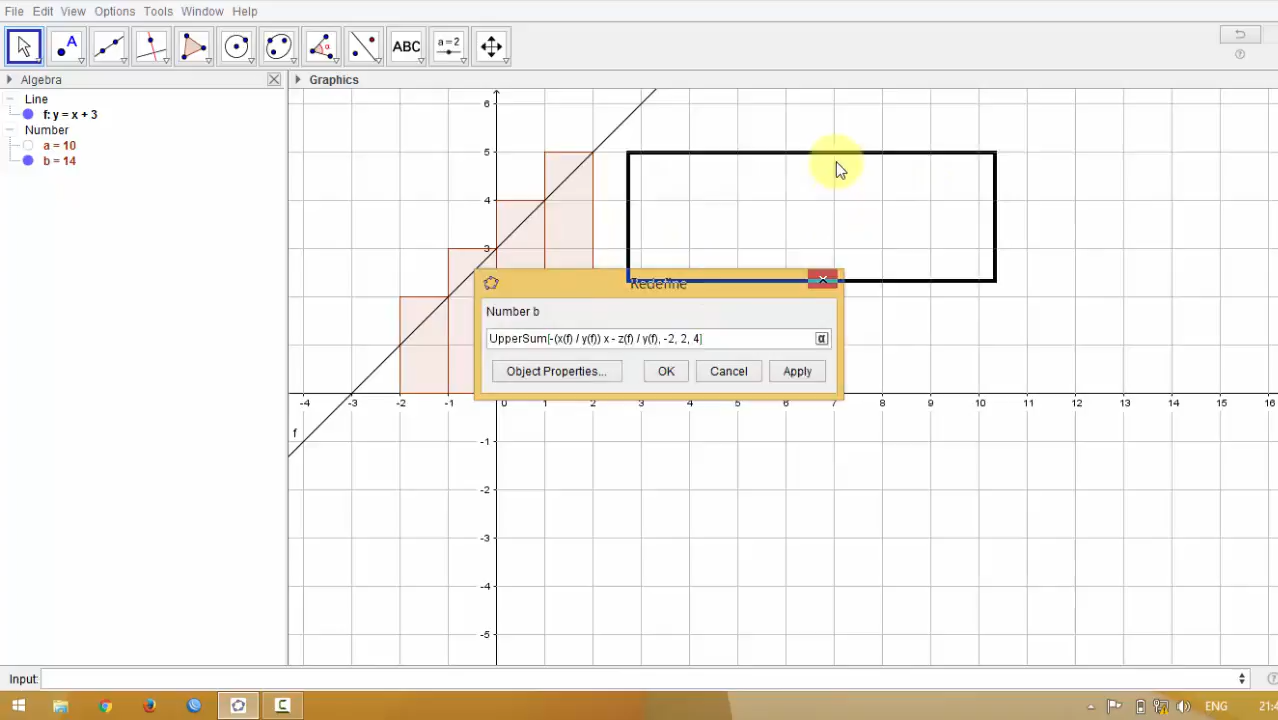 File Edit View Options Tools Window Help
ABC a = 2
Algebra
Graphics
Line
f: y = x + 3
Number
a = 10
b = 14
6
5
4
3
Redefine
Number b
UpperSum[-(x(f) / y(f)) x - z(f) / y(f), -2, 2, 4]
α
Object Properties... OK Cancel Apply
-4 -3 -2 -1 0 1 2 3 4 5 6 7 8 9 10 11 12 13 14 15 16
f
-1
-2
-3
-4
-5
Input:
ENG 21:4